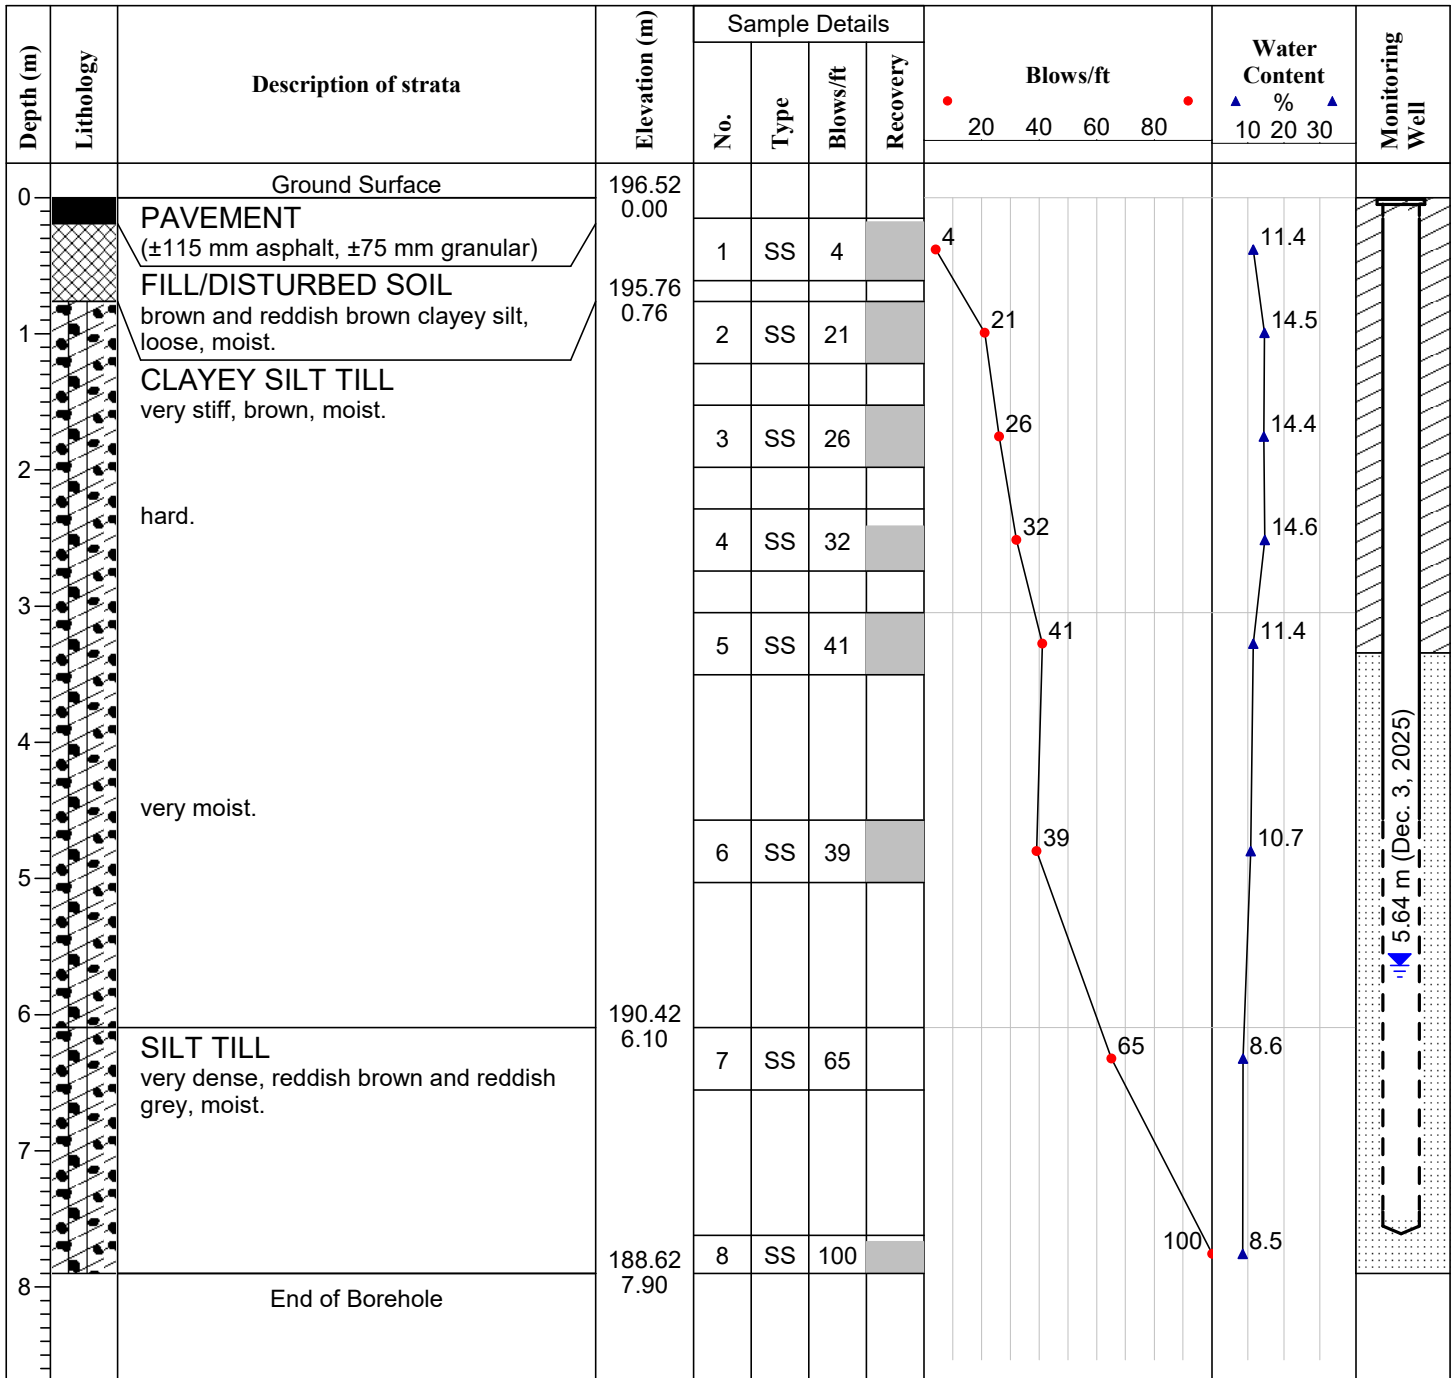 Depth (m)
Lithology
Description of strata
Elevation (m)
Sample Details
No.
Type
Blows/ft
Recovery
Blows/ft
20 40 60 80
Water
Content
%
10 20 30
Monitoring
Well
Ground Surface
196.52
0.00
0
PAVEMENT
(±115 mm asphalt, ±75 mm granular)
1 SS 4
4
11.4
FILL/DISTURBED SOIL
brown and reddish brown clayey silt,
loose, moist.
195.76
0.76
1
2 SS 21
21
14.5
CLAYEY SILT TILL
very stiff, brown, moist.
3 SS 26
26
14.4
2
hard.
4 SS 32
32
14.6
3
5 SS 41
41
11.4
4
very moist.
6 SS 39
39
10.7
5
5.64 m (Dec. 3, 2025)
6
190.42
6.10
SILT TILL
very dense, reddish brown and reddish
grey, moist.
7 SS 65
65
8.6
7
8 SS 100
100
8.5
188.62
7.90
8
End of Borehole